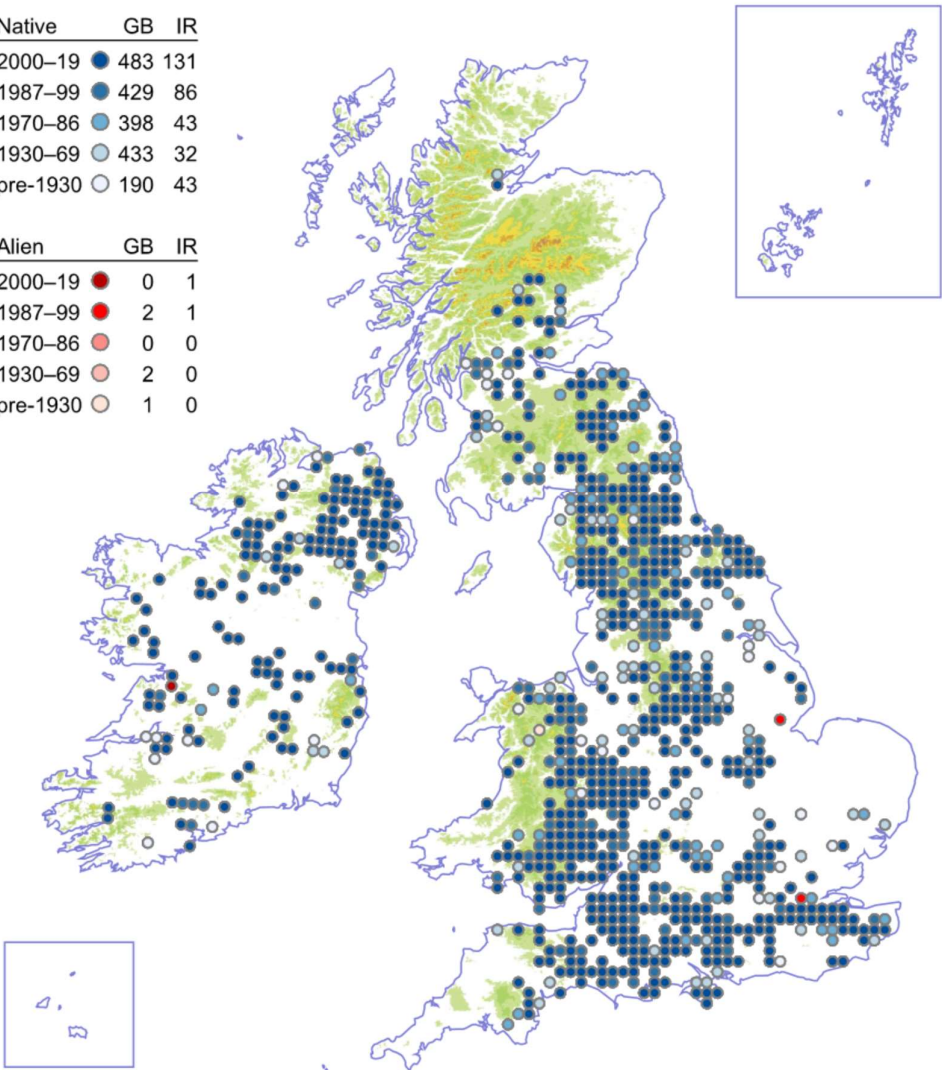 Native GB IR
2000–19 483 131
1987–99 429 86
1970–86 398 43
1930–69 433 32
pre-1930 190 43
Alien GB IR
2000–19 0 1
1987–99 2 1
1970–86 0 0
1930–69 2 0
pre-1930 1 0